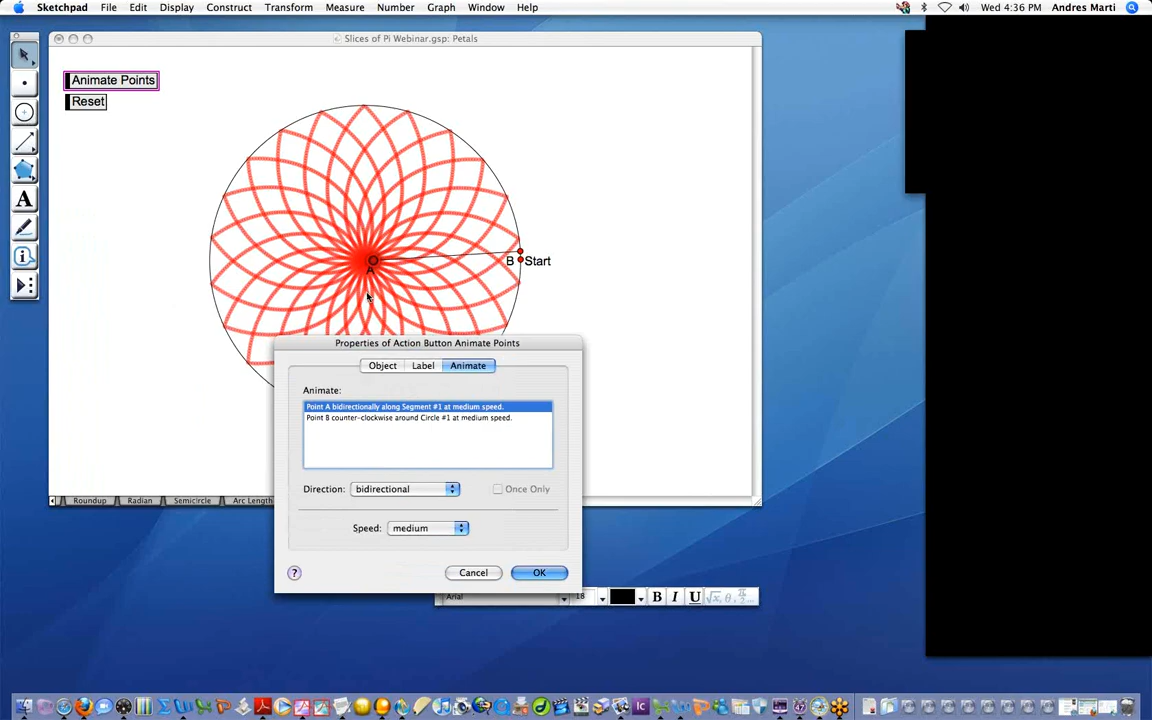 Sketchpad File Edit Display Construct Transform Measure Number Graph Window Help Wed 4:36 PM Andres Marti
Slices of Pi Webinar.gsp: Petals
Animate Points
Reset
A
B Start
Properties of Action Button Animate Points
Object Label Animate
Animate:
Point A bidirectionally along Segment #1 at medium speed.
Point B counter-clockwise around Circle #1 at medium speed.
Direction: bidirectional Once Only
Roundup Radian Semicircle Arc Length
Speed: medium
? Cancel OK
Arial 18 B I U